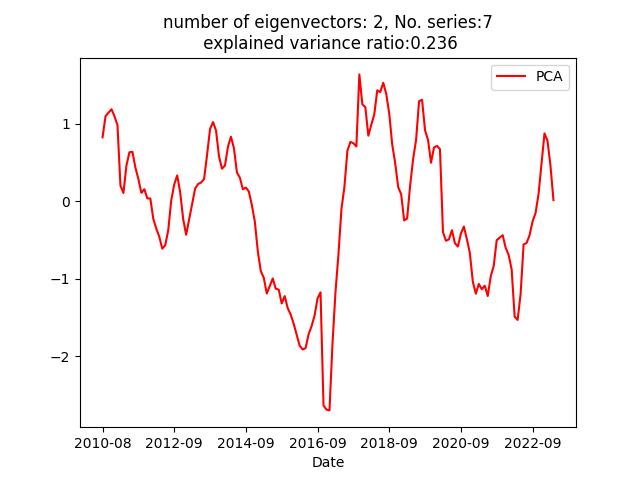 number of eigenvectors: 2, No. series:7
explained variance ratio:0.236
PCA
1
0
−1
−2
2010-08 2012-09 2014-09 2016-09 2018-09 2020-09 2022-09
Date